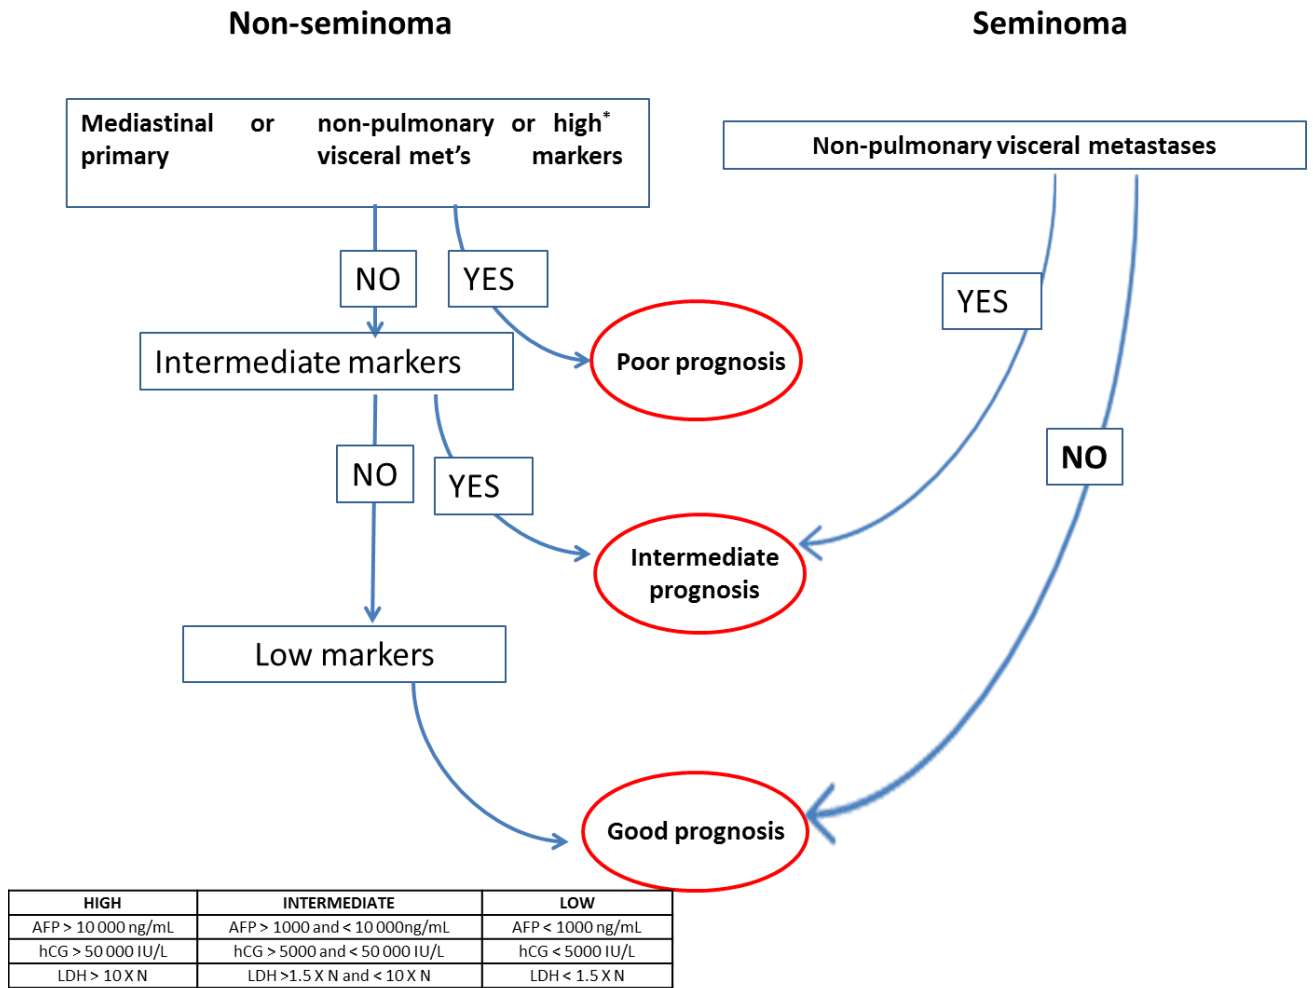 Non-seminoma
Seminoma
Mediastinal or non-pulmonary or high*
primary visceral met's markers
Non-pulmonary visceral metastases
NO
YES
YES
Poor prognosis
Intermediate markers
NO
NO
YES
Intermediate
prognosis
Low markers
Good prognosis
HIGH INTERMEDIATE LOW
AFP > 10 000 ng/mL AFP > 1000 and < 10 000ng/mL AFP < 1000 ng/mL
hCG > 50 000 IU/L hCG > 5000 and < 50 000 IU/L hCG < 5000 IU/L
LDH > 10 X N LDH >1.5 X N and < 10 X N LDH < 1.5 X N